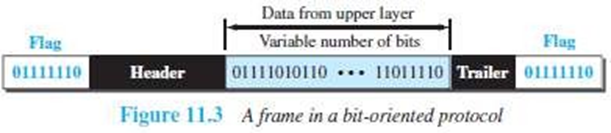 Data from upper layer
Flag Variable number of bits Flag
01111110 Header 01111010110 ••• 11011110 Trailer 01111110
Figure 11.3 A frame in a bit-oriented protocol